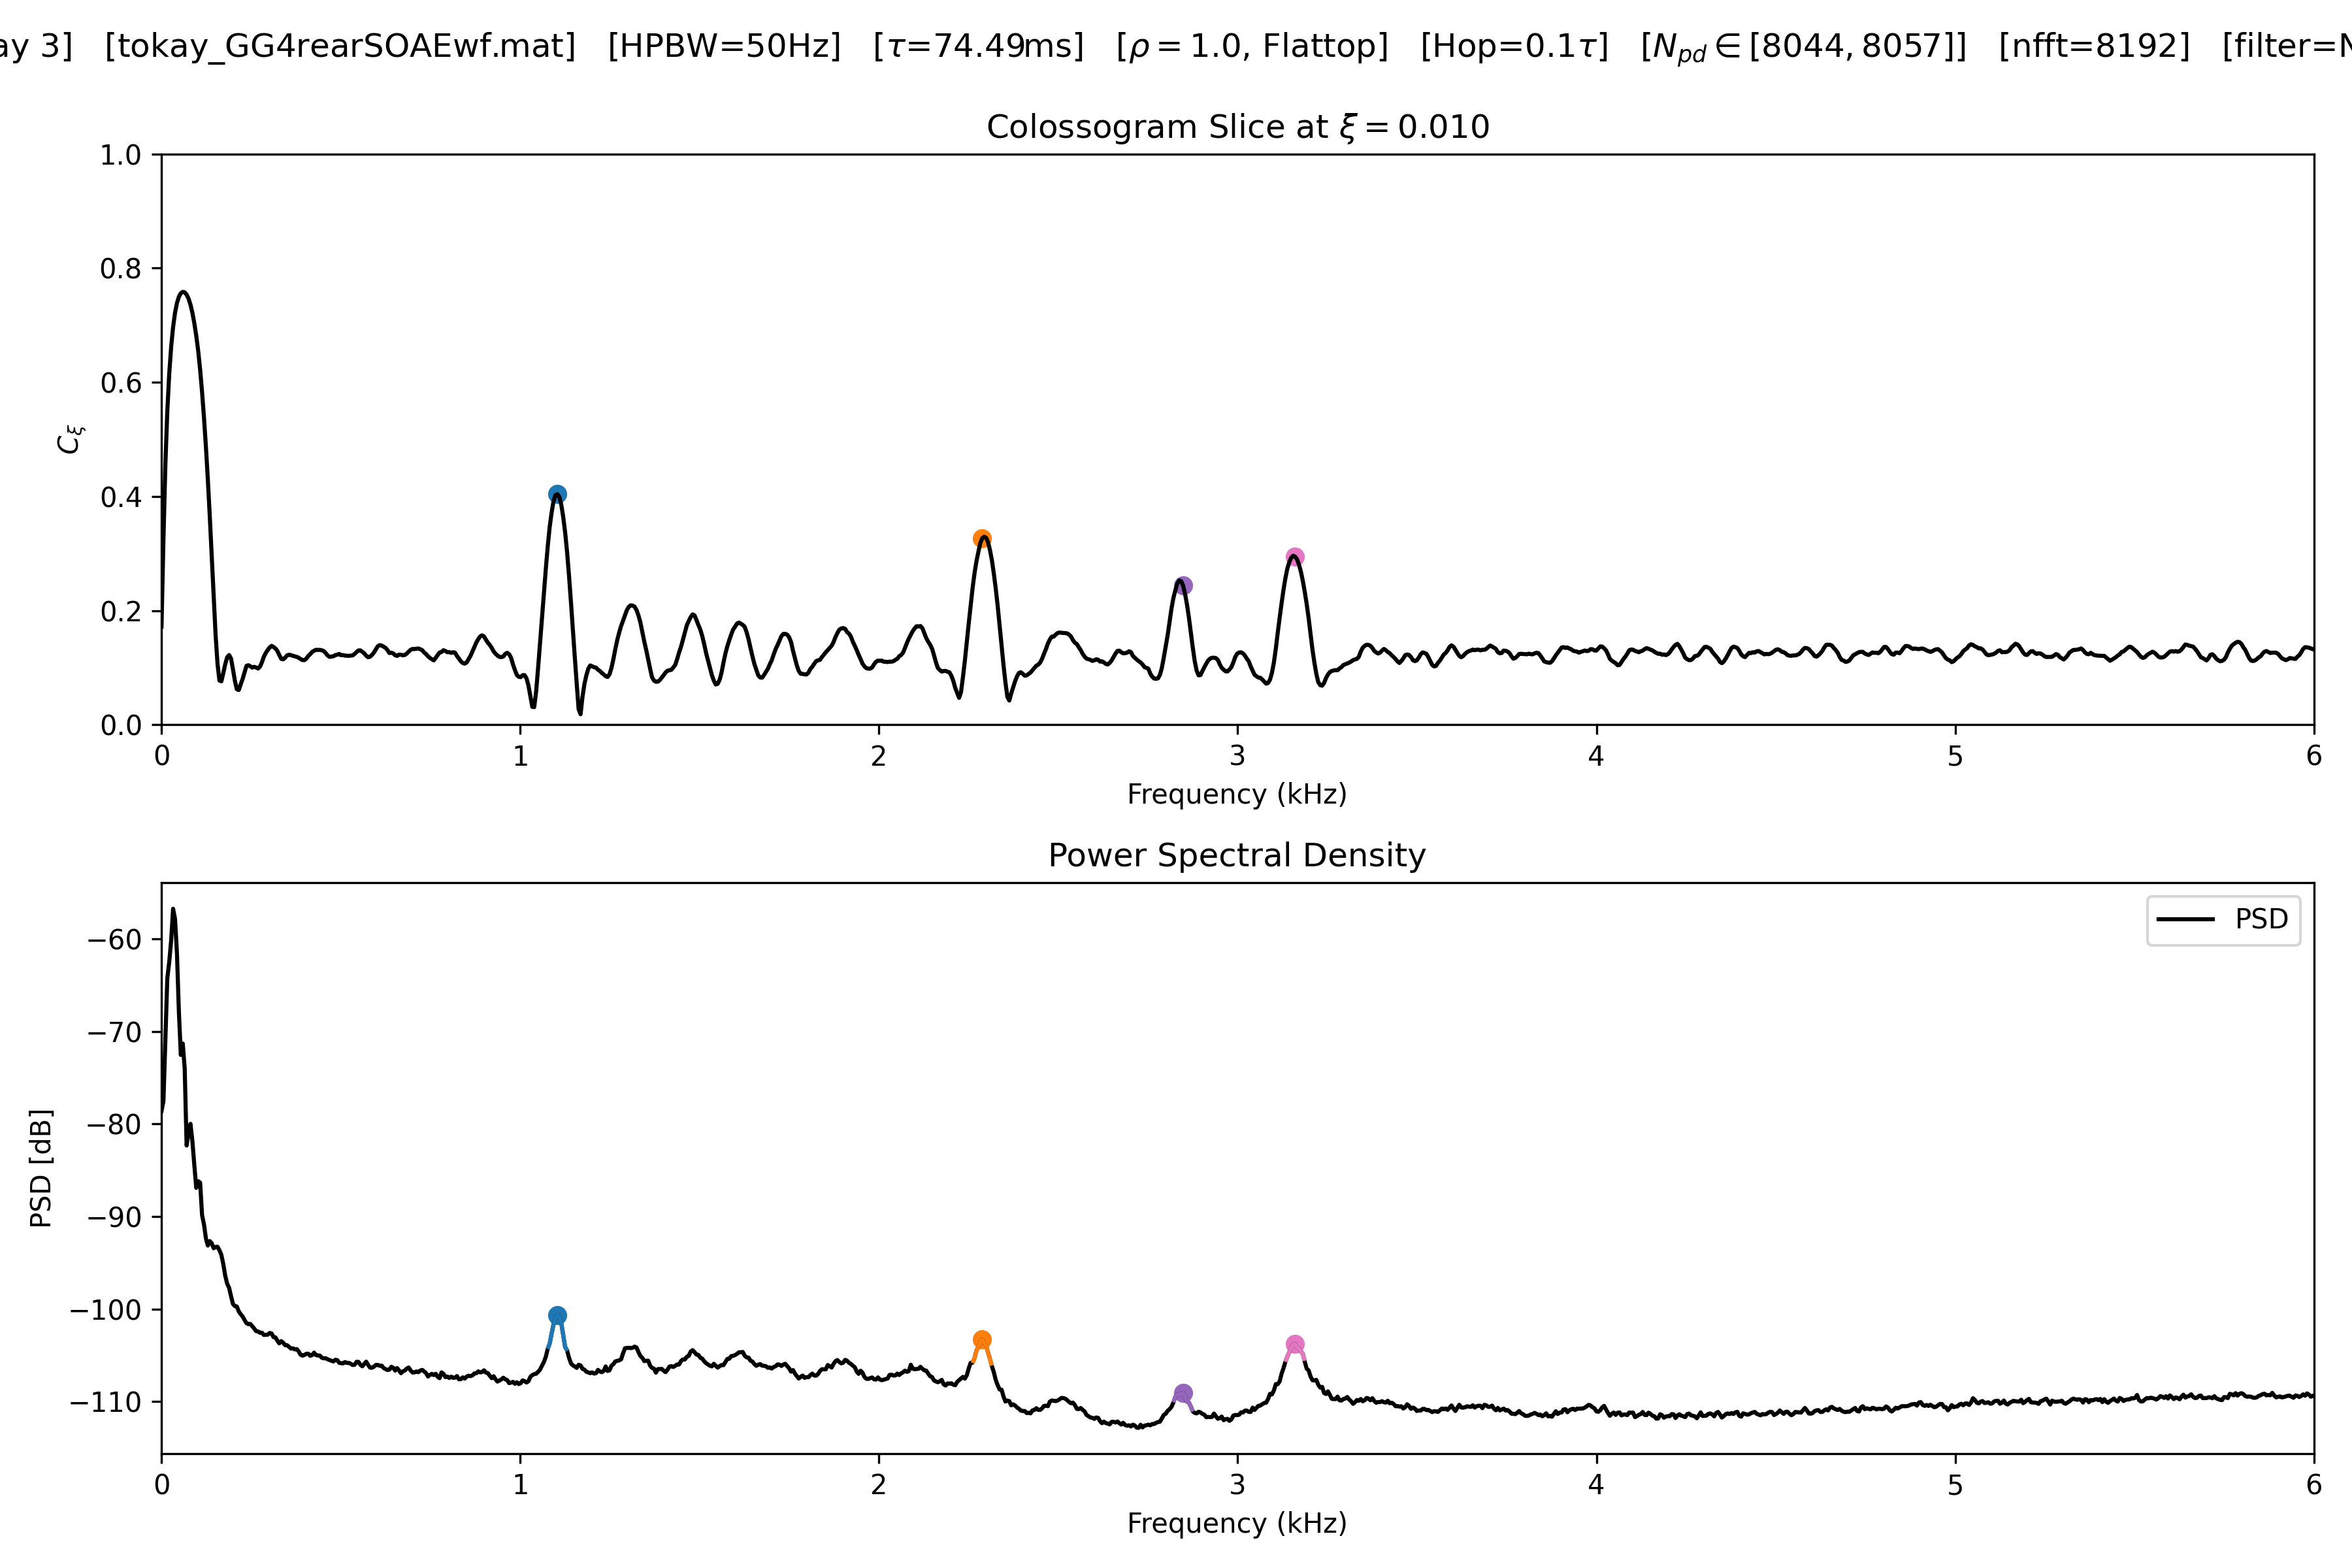 ay 3] [tokay_GG4rearSOAEwf.mat] [HPBW=50Hz] [τ=74.49ms] [ρ = 1.0, Flattop] [Hop=0.1τ] [N_{pd} ∈ [8044, 8057]] [nfft=8192] [filter=N
Colossogram Slice at ξ = 0.010
1.0
0.8
0.6
0.4
0.2
0.0
C_ξ
0 1 2 3 4 5 6
Frequency (kHz)
Power Spectral Density
PSD
−60
−70
−80
−90
−100
−110
PSD [dB]
0 1 2 3 4 5 6
Frequency (kHz)